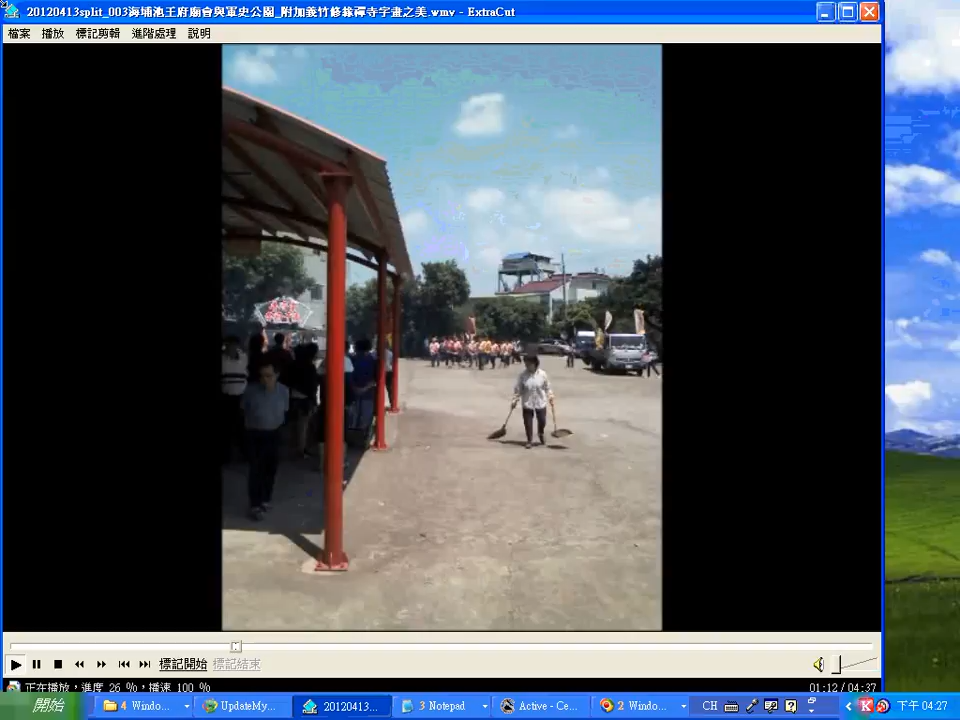 20120413split_003海埔池王府廟會與軍史公園_附加義竹修緣禪寺字畫之美.wmv - ExtraCut
檔案 播放 標記剪輯 進階處理 說明
標記開始 標記結束
正在播放，進度 26 %，播速 100 %
01:12 / 04:37
開始
4 Windo...
UpdateMy...
20120413...
3 Notepad
Active - Ce...
2 Windo...
CH
下午 04:27